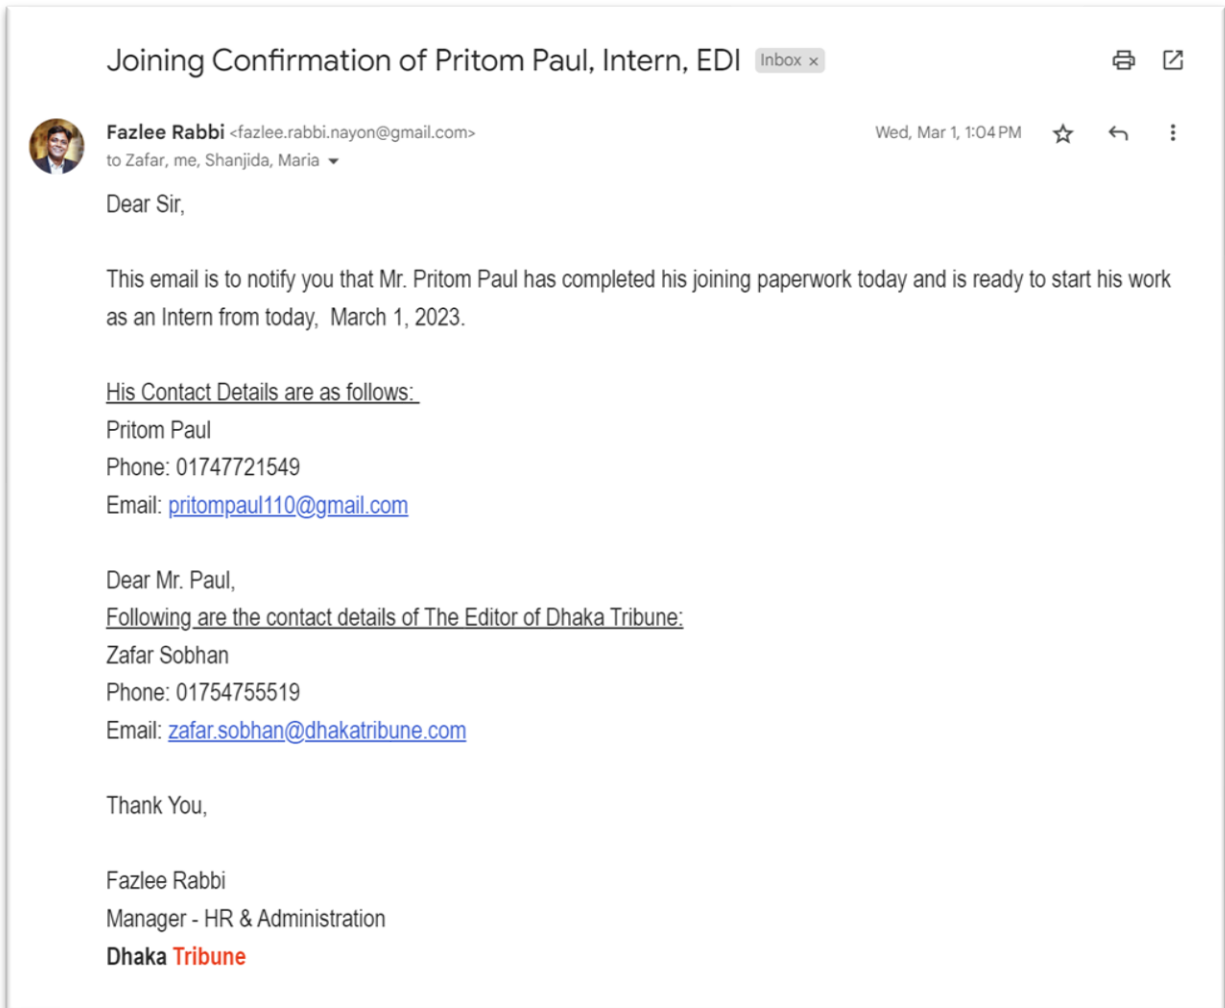 Joining Confirmation of Pritom Paul, Intern, EDI Inbox ×
Fazlee Rabbi <fazlee.rabbi.nayon@gmail.com> Wed, Mar 1, 1:04 PM
to Zafar, me, Shanjida, Maria
Dear Sir,
This email is to notify you that Mr. Pritom Paul has completed his joining paperwork today and is ready to start his work
as an Intern from today,  March 1, 2023.
His Contact Details are as follows:
Pritom Paul
Phone: 01747721549
Email: pritompaul110@gmail.com
Dear Mr. Paul,
Following are the contact details of The Editor of Dhaka Tribune:
Zafar Sobhan
Phone: 01754755519
Email: zafar.sobhan@dhakatribune.com
Thank You,
Fazlee Rabbi
Manager - HR & Administration
Dhaka Tribune